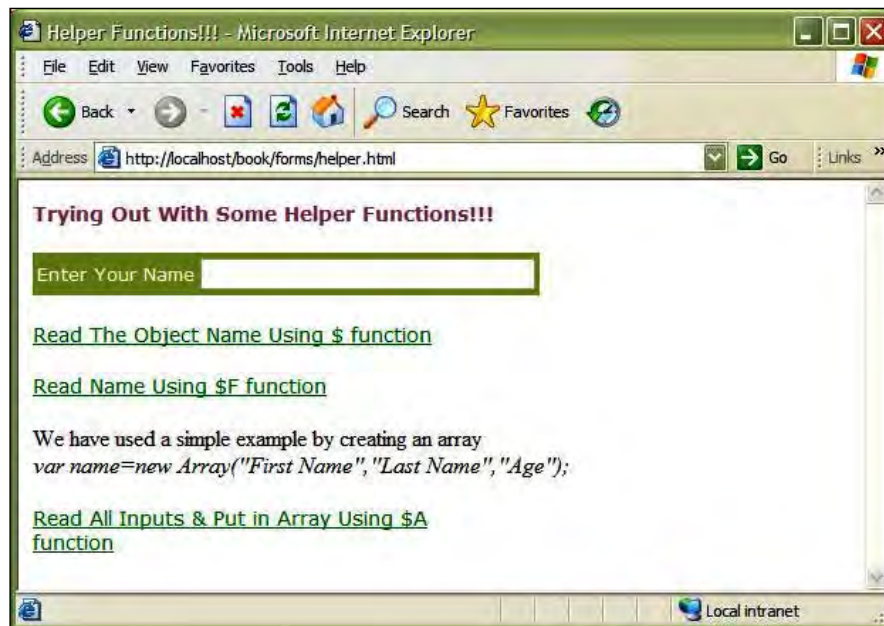 Helper Functions!!! - Microsoft Internet Explorer
File Edit View Favorites Tools Help
Back Search Favorites
Address http://localhost/book/forms/helper.html Go Links »
Trying Out With Some Helper Functions!!!
Enter Your Name
Read The Object Name Using $ function
Read Name Using $F function
We have used a simple example by creating an array
var name=new Array("First Name","Last Name","Age");
Read All Inputs & Put in Array Using $A
function
Local intranet